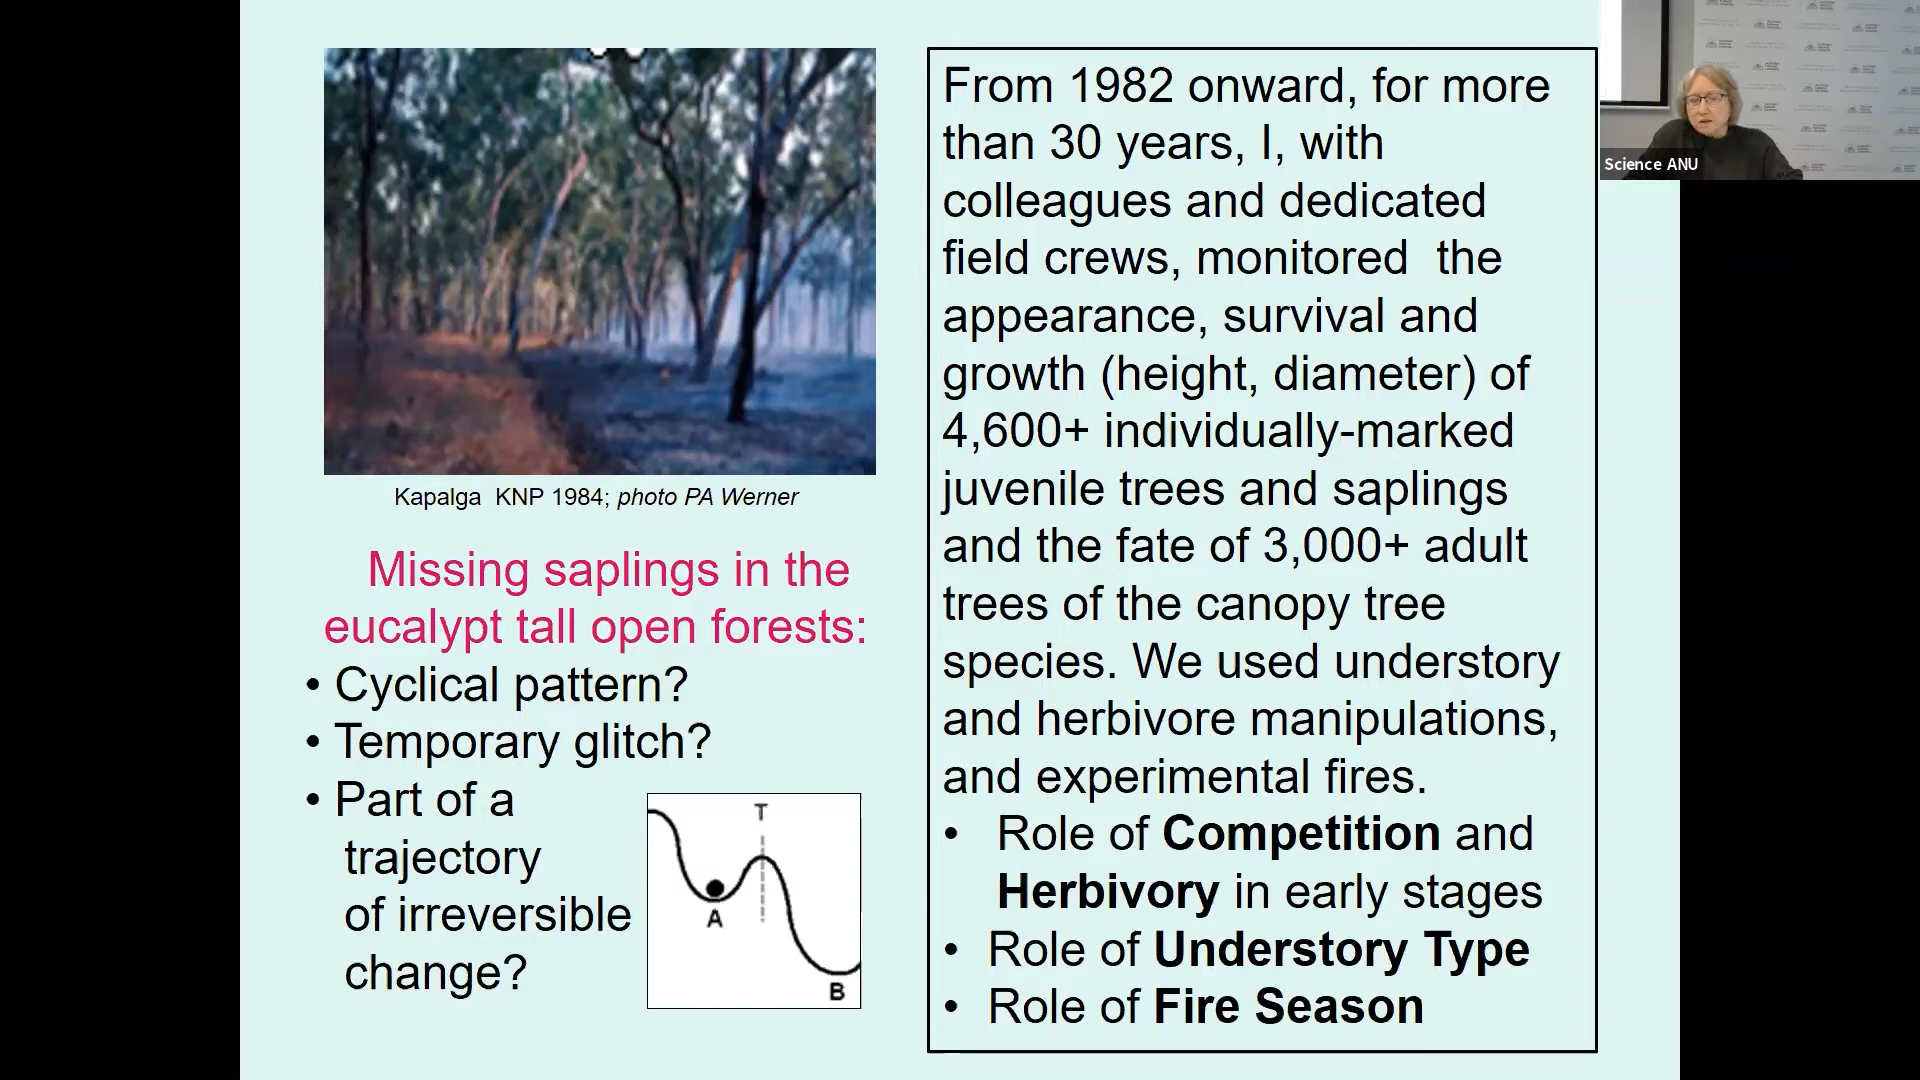 Kapalga KNP 1984; photo PA Werner
Missing saplings in the
eucalypt tall open forests:
• Cyclical pattern?
• Temporary glitch?
• Part of a
trajectory
of irreversible
change?
T
A
B
From 1982 onward, for more
than 30 years, I, with
colleagues and dedicated
field crews, monitored the
appearance, survival and
growth (height, diameter) of
4,600+ individually-marked
juvenile trees and saplings
and the fate of 3,000+ adult
trees of the canopy tree
species. We used understory
and herbivore manipulations,
and experimental fires.
• Role of Competition and
Herbivory in early stages
• Role of Understory Type
• Role of Fire Season
Science ANU